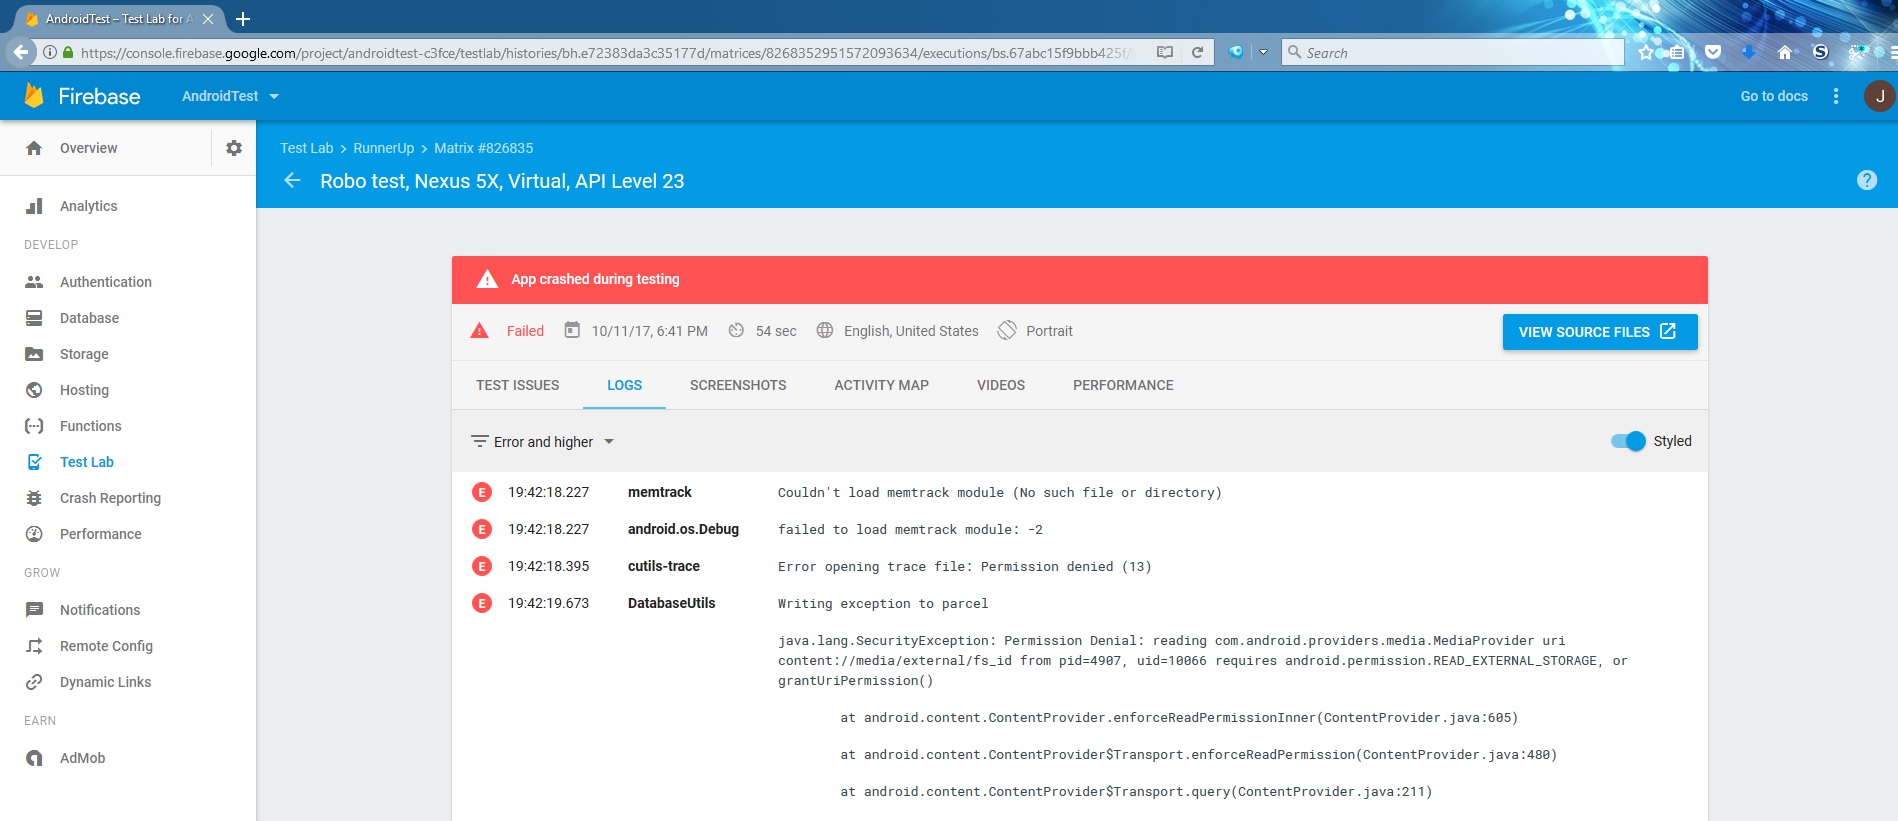 AndroidTest – Test Lab for A
https://console.firebase.google.com/project/androidtest-c3fce/testlab/histories/bh.e72383da3c35177d/matrices/8268352951572093634/executions/bs.67abc15f9bbb425f/
Search
Firebase
AndroidTest
Go to docs
J
Overview
Analytics
DEVELOP
Authentication
Database
Storage
Hosting
Functions
Test Lab
Crash Reporting
Performance
GROW
Notifications
Remote Config
Dynamic Links
EARN
AdMob
Test Lab > RunnerUp > Matrix #826835
Robo test, Nexus 5X, Virtual, API Level 23
App crashed during testing
Failed 10/11/17, 6:41 PM 54 sec English, United States Portrait
VIEW SOURCE FILES
TEST ISSUES LOGS SCREENSHOTS ACTIVITY MAP VIDEOS PERFORMANCE
Error and higher
Styled
E 19:42:18.227 memtrack Couldn't load memtrack module (No such file or directory)
E 19:42:18.227 android.os.Debug failed to load memtrack module: -2
E 19:42:18.395 cutils-trace Error opening trace file: Permission denied (13)
E 19:42:19.673 DatabaseUtils Writing exception to parcel
java.lang.SecurityException: Permission Denial: reading com.android.providers.media.MediaProvider uri
content://media/external/fs_id from pid=4907, uid=10066 requires android.permission.READ_EXTERNAL_STORAGE, or
grantUriPermission()
at android.content.ContentProvider.enforceReadPermissionInner(ContentProvider.java:605)
at android.content.ContentProvider$Transport.enforceReadPermission(ContentProvider.java:480)
at android.content.ContentProvider$Transport.query(ContentProvider.java:211)